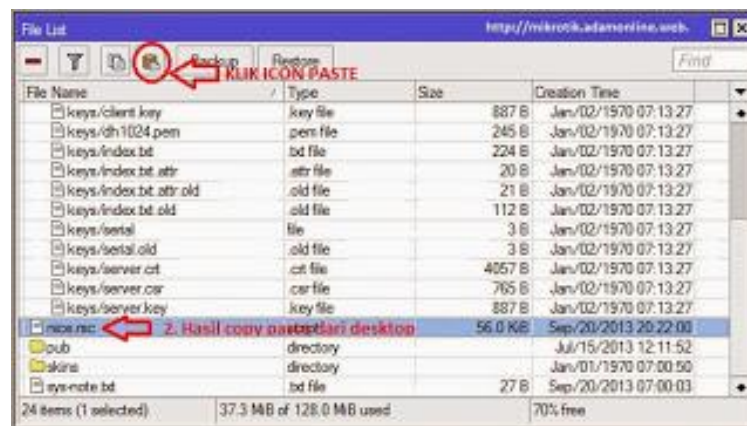 File List http://mikrotik.adamonline.web.
Backup Restore Find
KLIK ICON PASTE
File Name / Type Size Creation Time
keys/client.key .key file 887 B Jan/02/1970 07:13:27
keys/dh1024.pem .pem file 245 B Jan/02/1970 07:13:27
keys/index.txt .txt file 224 B Jan/02/1970 07:13:27
keys/index.txt.attr .attr file 20 B Jan/02/1970 07:13:27
keys/index.txt.attr.old .old file 21 B Jan/02/1970 07:13:27
keys/index.txt.old .old file 112 B Jan/02/1970 07:13:27
keys/serial file 3 B Jan/02/1970 07:13:27
keys/serial.old .old file 3 B Jan/02/1970 07:13:27
keys/server.crt .crt file 4057 B Jan/02/1970 07:13:27
keys/server.csr .csr file 765 B Jan/02/1970 07:13:27
keys/server.key .key file 887 B Jan/02/1970 07:13:27
nice.rsc 2. Hasil copy paste dari desktop 56.0 KiB Sep/20/2013 20:22:00
pub directory Jul/15/2013 12:11:52
skins directory Jan/01/1970 07:00:50
sys-note.txt .txt file 27 B Sep/20/2013 07:00:03
24 items (1 selected) 37.3 MiB of 128.0 MiB used 70% free